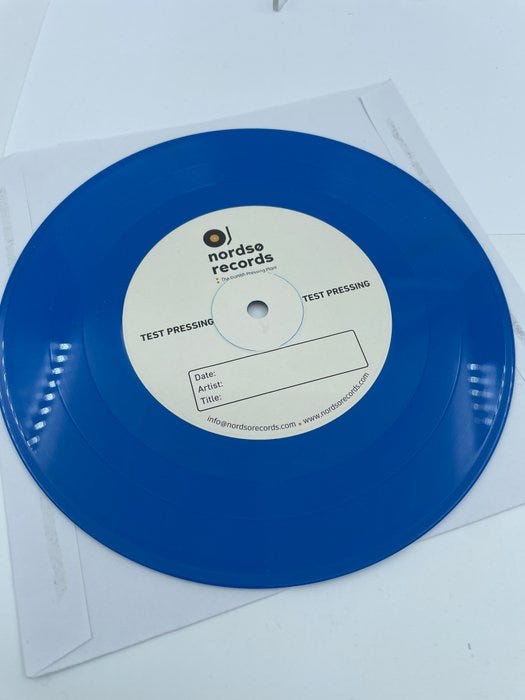 nordsø
records
The Danish Pressing Plant
TEST PRESSING
TEST PRESSING
Date:
Artist:
Title:
info@nordsorecords.com • www.nordsorecords.com